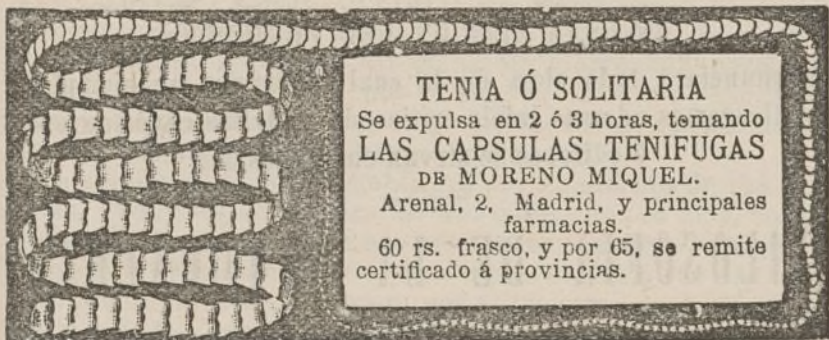 TENIA Ó SOLITARIA
Se expulsa en 2 ó 3 horas, temando
LAS CAPSULAS TENIFUGAS
DE MORENO MIQUEL.
Arenal, 2, Madrid, y principales
farmacias.
60 rs. frasco, y por 65, se remite
certificado á provincias.